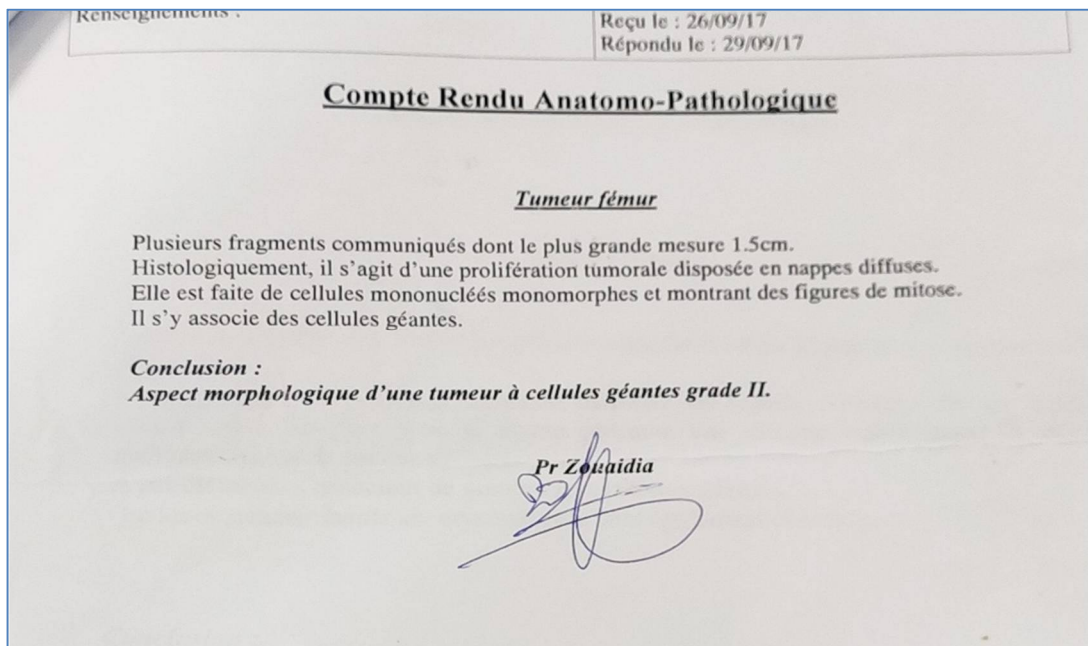 Renseignements :
Reçu le : 26/09/17
Répondu le : 29/09/17
Compte Rendu Anatomo-Pathologique
Tumeur fémur
Plusieurs fragments communiqués dont le plus grande mesure 1.5cm.
Histologiquement, il s'agit d'une prolifération tumorale disposée en nappes diffuses.
Elle est faite de cellules mononucléés monomorphes et montrant des figures de mitose.
Il s'y associe des cellules géantes.
Conclusion :
Aspect morphologique d'une tumeur à cellules géantes grade II.
Pr Zouaidia